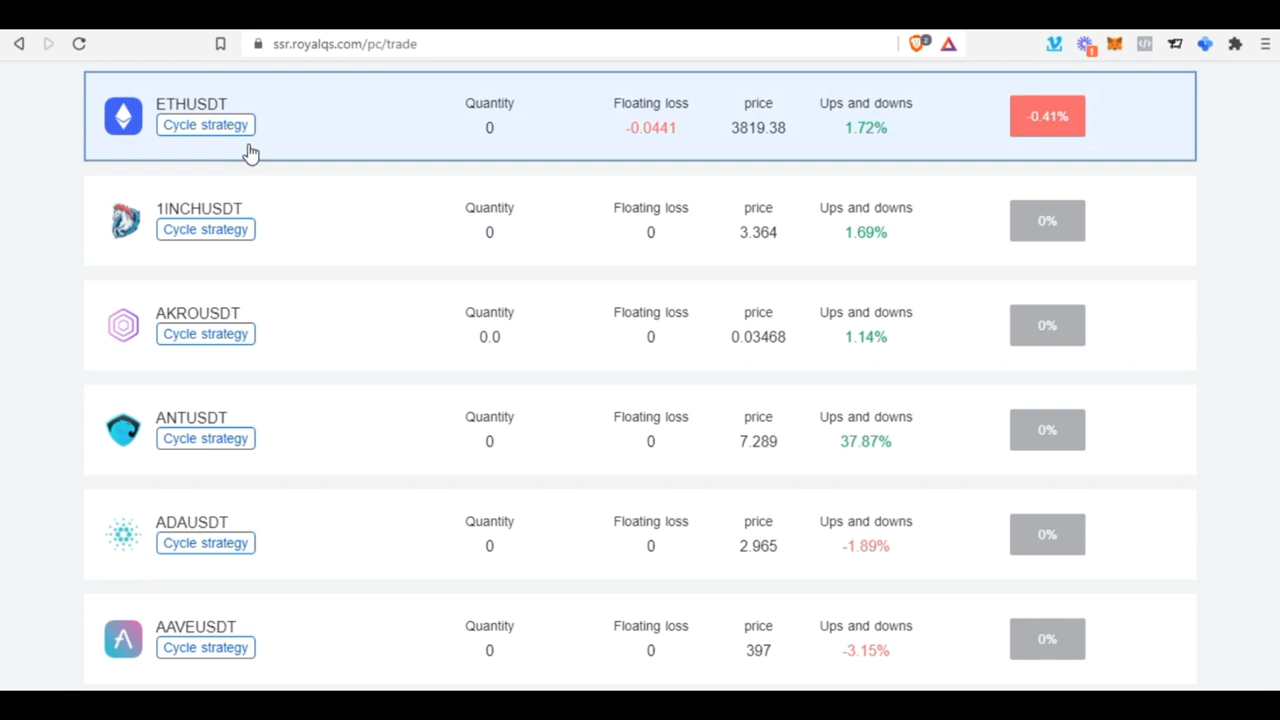 ssr.royalqs.com/pc/trade
2
1
ETHUSDT Quantity Floating loss price Ups and downs
Cycle strategy 0 -0.0441 3819.38 1.72% -0.41%
1INCHUSDT Quantity Floating loss price Ups and downs
Cycle strategy 0 0 3.364 1.69% 0%
AKROUSDT Quantity Floating loss price Ups and downs
Cycle strategy 0.0 0 0.03468 1.14% 0%
ANTUSDT Quantity Floating loss price Ups and downs
Cycle strategy 0 0 7.289 37.87% 0%
ADAUSDT Quantity Floating loss price Ups and downs
Cycle strategy 0 0 2.965 -1.89% 0%
AAVEUSDT Quantity Floating loss price Ups and downs
Cycle strategy 0 0 397 -3.15% 0%